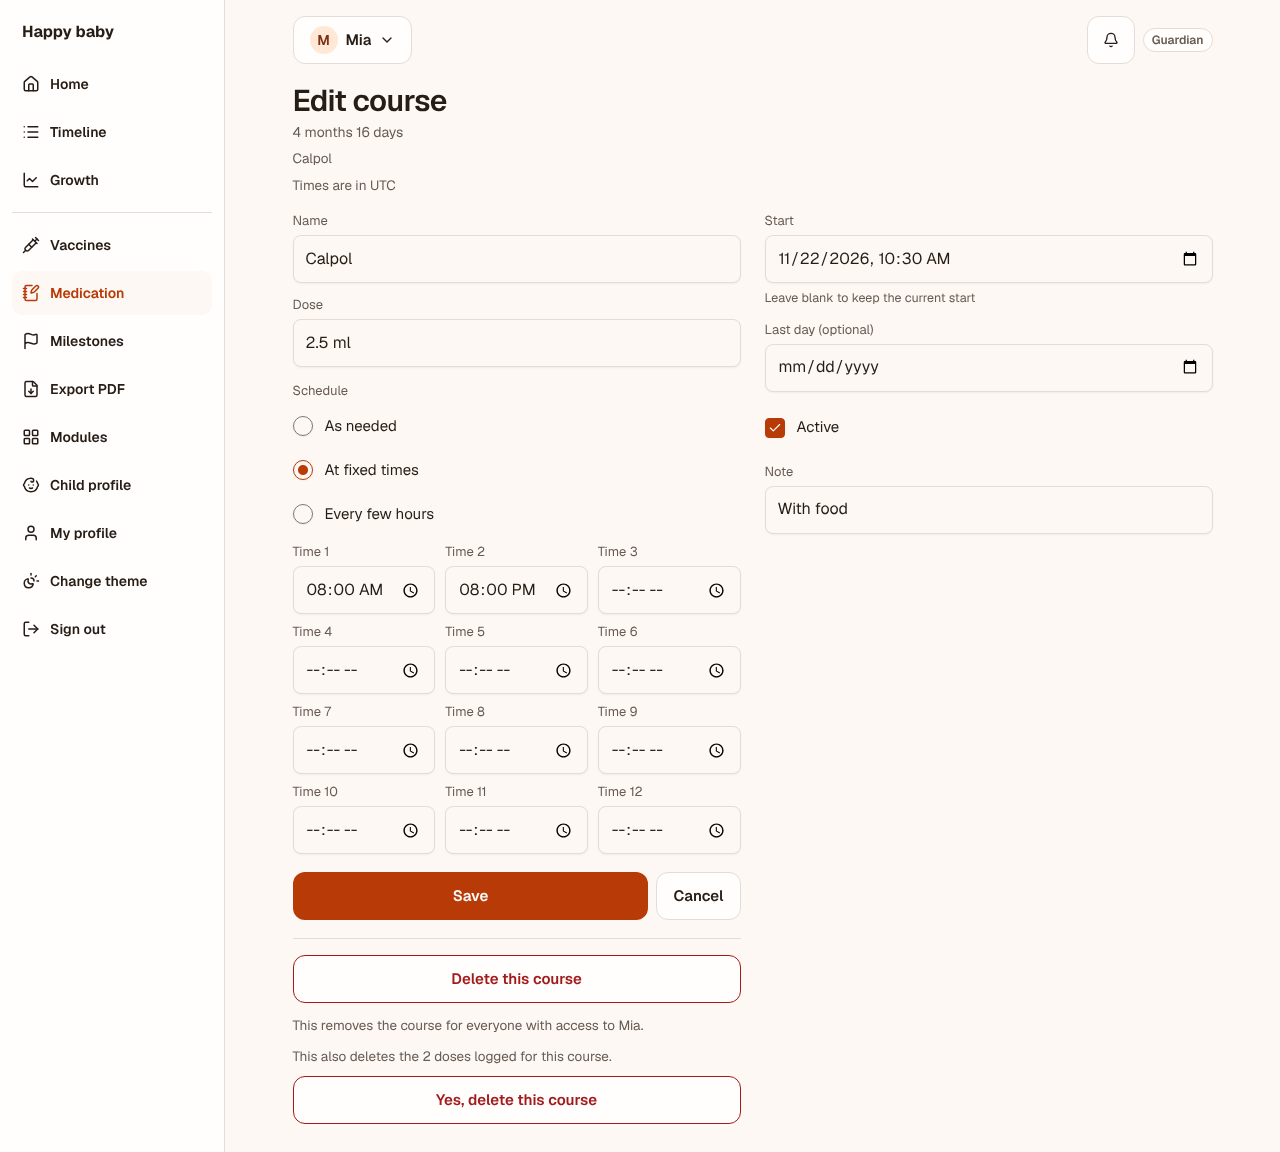 Happy baby
Home
Timeline
Growth
Vaccines
Medication
Milestones
Export PDF
Modules
Child profile
My profile
Change theme
Sign out
M Mia
Guardian
Edit course
4 months 16 days
Calpol
Times are in UTC
Name
Calpol
Dose
2.5 ml
Schedule
As needed
At fixed times
Every few hours
Time 1 Time 2 Time 3
08:00 AM 08:00 PM --:-- --
Time 4 Time 5 Time 6
--:-- -- --:-- -- --:-- --
Time 7 Time 8 Time 9
--:-- -- --:-- -- --:-- --
Time 10 Time 11 Time 12
--:-- -- --:-- -- --:-- --
Start
11/22/2026, 10:30 AM
Leave blank to keep the current start
Last day (optional)
mm/dd/yyyy
Active
Note
With food
Save Cancel
Delete this course
This removes the course for everyone with access to Mia.
This also deletes the 2 doses logged for this course.
Yes, delete this course